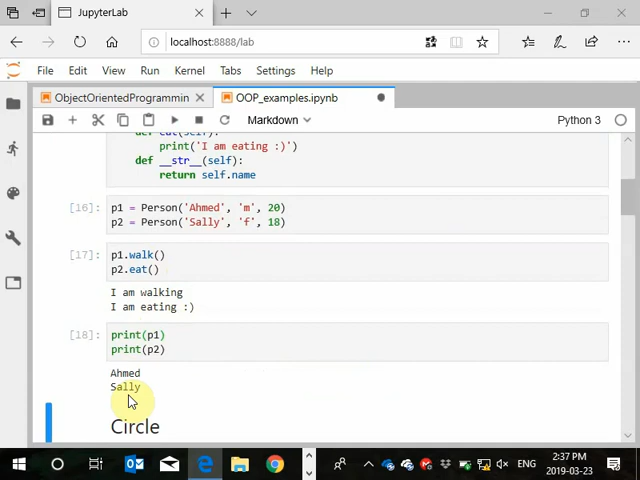 JupyterLab
localhost:8888/lab
File Edit View Run Kernel Tabs Settings Help
ObjectOrientedProgrammin
OOP_examples.ipynb
Markdown
Python 3
def eat(self):
print('I am eating :)')
def __str__(self):
return self.name
[16]: p1 = Person('Ahmed', 'm', 20)
p2 = Person('Sally', 'f', 18)
[17]: p1.walk()
p2.eat()
I am walking
I am eating :)
[18]: print(p1)
print(p2)
Ahmed
Sally
Circle
ENG
2:37 PM
2019-03-23